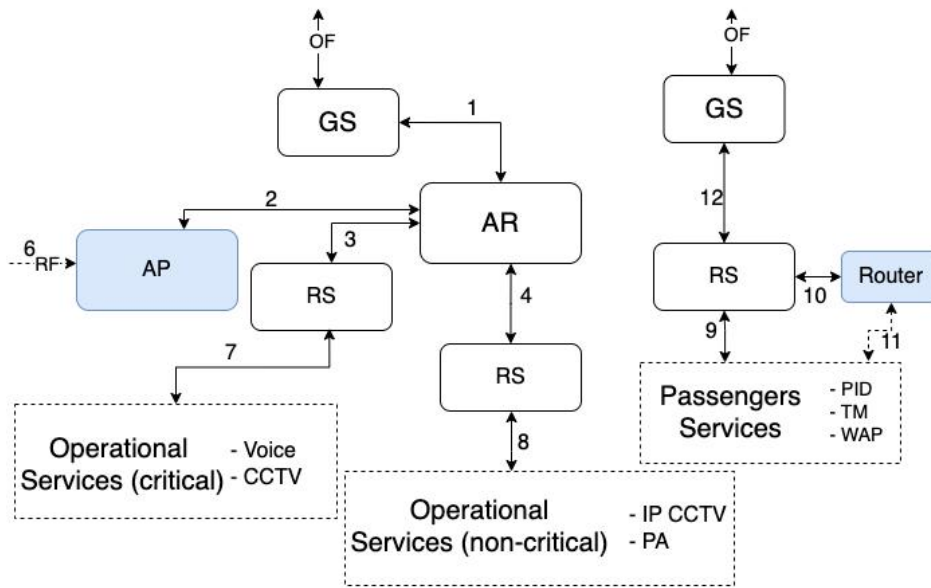 OF
OF
GS
1
GS
2
12
AR
3
6
RF
AP
RS
4
RS
10
Router
7
9
11
RS
Passengers
Services
- PID
- TM
- WAP
8
Operational
Services (critical)
- Voice
- CCTV
Operational
Services (non-critical)
- IP CCTV
- PA